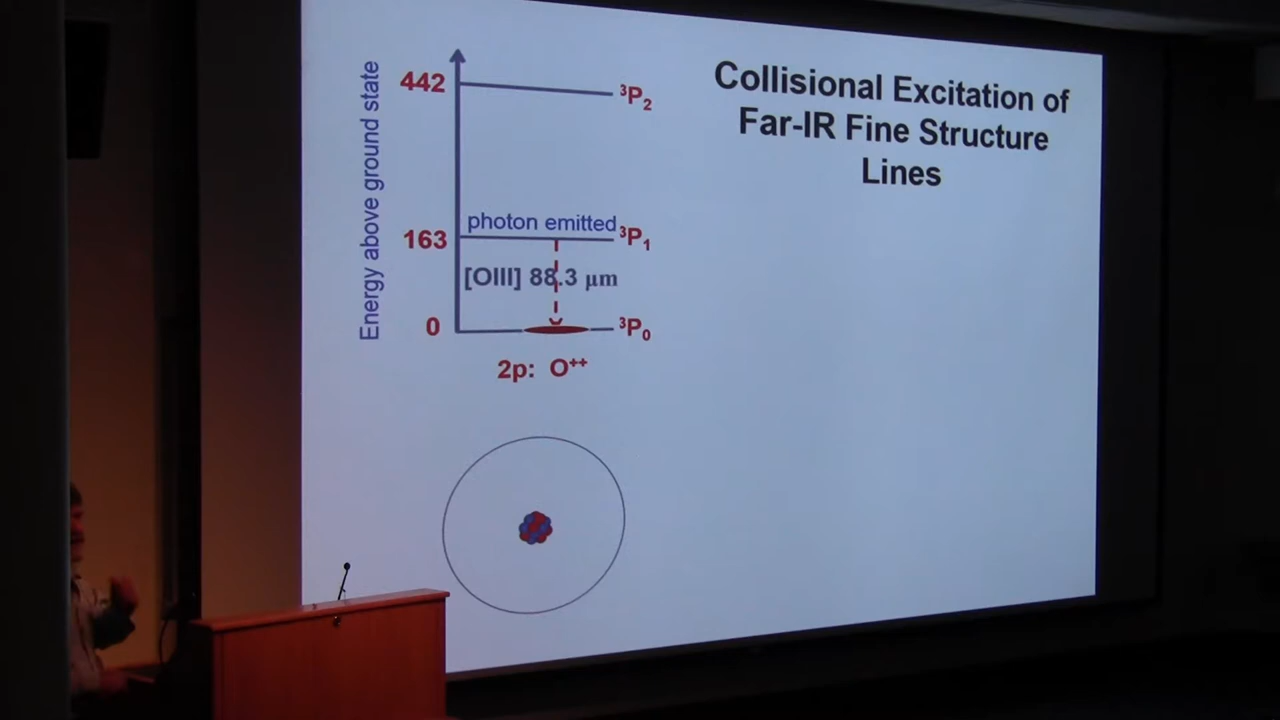 Collisional Excitation of
Far-IR Fine Structure
Lines
Energy above ground state
442
³P₂
photon emitted
163
³P₁
[OIII] 88.3 µm
0
³P₀
2p: O⁺⁺